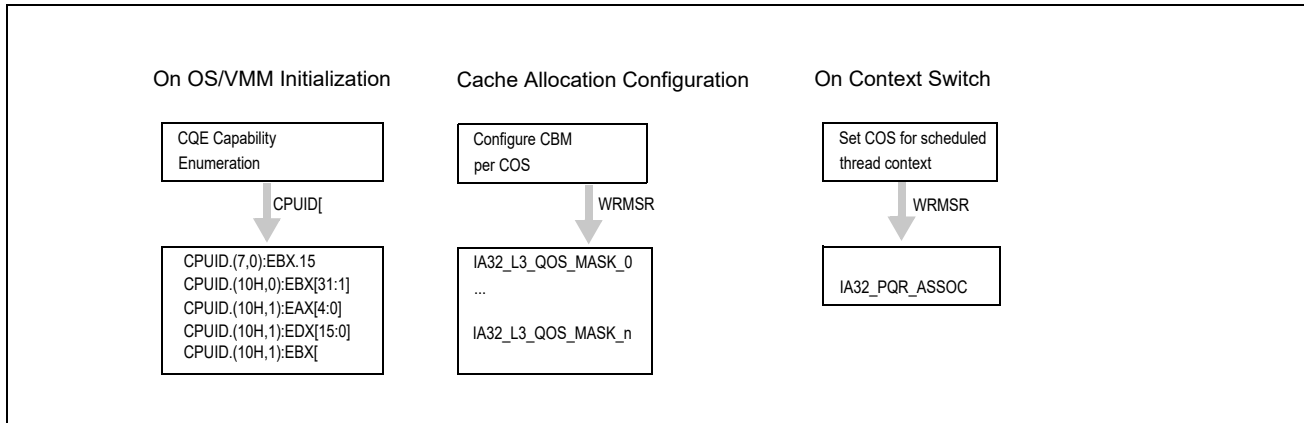 On OS/VMM Initialization
CQE Capability
Enumeration
CPUID[
CPUID.(7,0):EBX.15
CPUID.(10H,0):EBX[31:1]
CPUID.(10H,1):EAX[4:0]
CPUID.(10H,1):EDX[15:0]
CPUID.(10H,1):EBX[
Cache Allocation Configuration
Configure CBM
per COS
WRMSR
IA32_L3_QOS_MASK_0
...
IA32_L3_QOS_MASK_n
On Context Switch
Set COS for scheduled
thread context
WRMSR
IA32_PQR_ASSOC